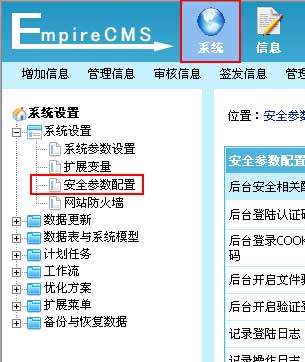 EmpireCMS
系统
信息
增加信息 管理信息 审核信息 签发信息 管理
系统设置
系统设置
系统参数设置
扩展变量
安全参数配置
网站防火墙
数据更新
数据表与系统模型
计划任务
工作流
优化方案
扩展菜单
备份与恢复数据
位置：安全参数
安全参数配置
后台安全相关配
后台登陆认证码
后台登录COOK
码
后台开启文件验
后台开启验证登
记录登陆日志
记录操作日志